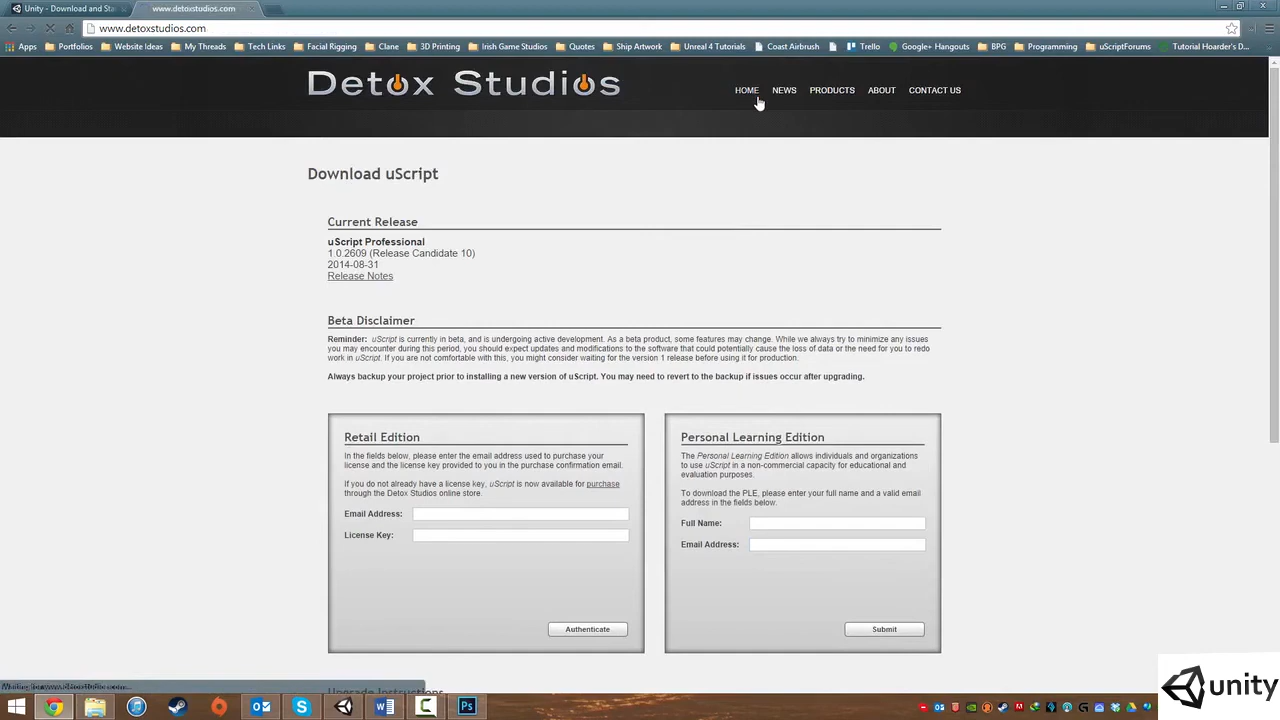 Unity - Download and Sta
www.detoxstudios.com
www.detoxstudios.com
Apps
Portfolios
Website Ideas
My Threads
Tech Links
Facial Rigging
Clane
3D Printing
Irish Game Studios
Quotes
Ship Artwork
Unreal 4 Tutorials
Coast Airbrush
Trello
Google+ Hangouts
BPG
Programming
uScriptForums
Tutorial Hoarder's D...
Detox Studios
HOME NEWS PRODUCTS ABOUT CONTACT US
Download uScript
Current Release
uScript Professional
1.0.2609 (Release Candidate 10)
2014-08-31
Release Notes
Beta Disclaimer
Reminder: uScript is currently in beta, and is undergoing active development. As a beta product, some features may change. While we always try to minimize any issues
you may encounter during this period, you should expect updates and modifications to the software that could potentially cause the loss of data or the need for you to redo
work in uScript. If you are not comfortable with this, you might consider waiting for the version 1 release before using it for production.
Always backup your project prior to installing a new version of uScript. You may need to revert to the backup if issues occur after upgrading.
Retail Edition
In the fields below, please enter the email address used to purchase your
license and the license key provided to you in the purchase confirmation email.
If you do not already have a license key, uScript is now available for purchase
through the Detox Studios online store.
Email Address:
License Key:
Authenticate
Personal Learning Edition
The Personal Learning Edition allows individuals and organizations
to use uScript in a non-commercial capacity for educational and
evaluation purposes.
To download the PLE, please enter your full name and a valid email
address in the fields below.
Full Name:
Email Address:
Submit
Upgrade Instructions
Waiting for www.detoxstudios.com...
Ps
unity